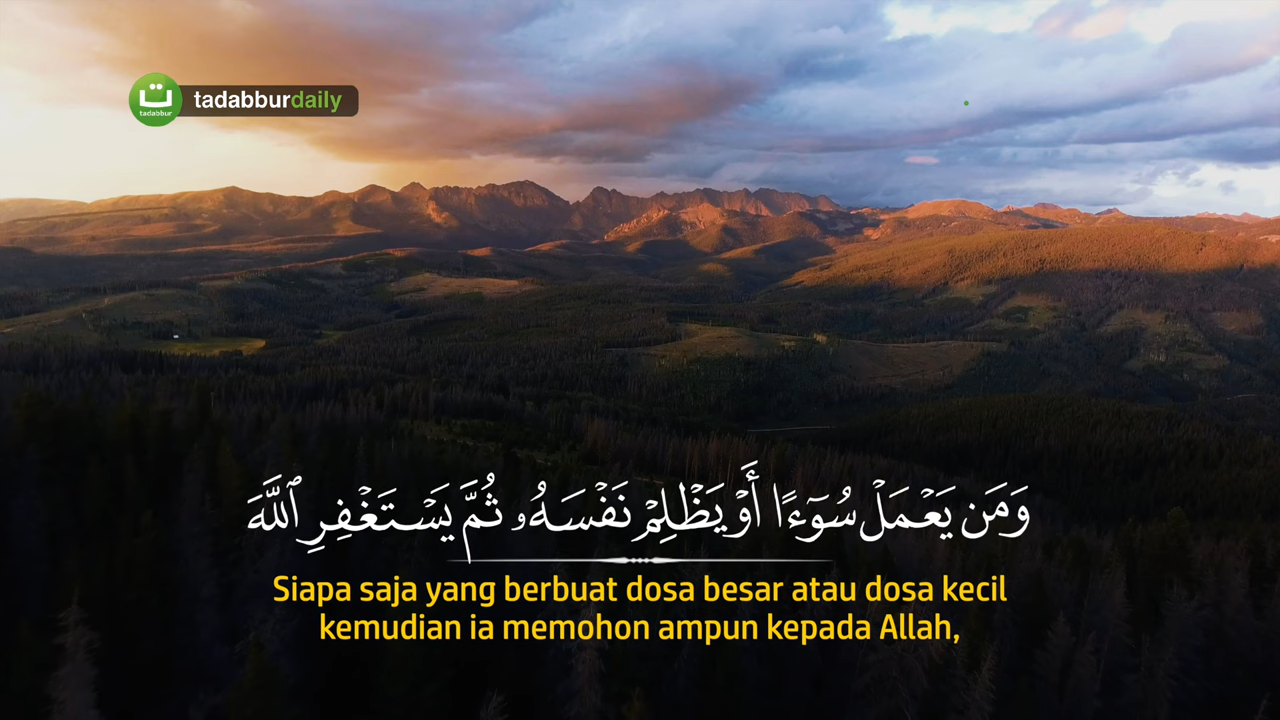 ت
tadabbur
tadabburdaily
وَمَن يَعْمَلْ سُوٓءًا أَوْ يَظْلِمْ نَفْسَهُۥ ثُمَّ يَسْتَغْفِرِ ٱللَّهَ
Siapa saja yang berbuat dosa besar atau dosa kecil
kemudian ia memohon ampun kepada Allah,